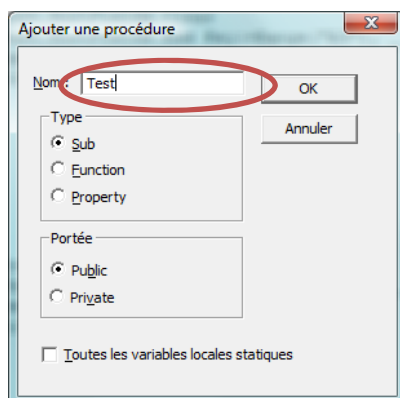 Ajouter une procédure
Nom : Test
OK
Type
Annuler
Sub
Function
Property
Portée
Public
Private
Toutes les variables locales statiques